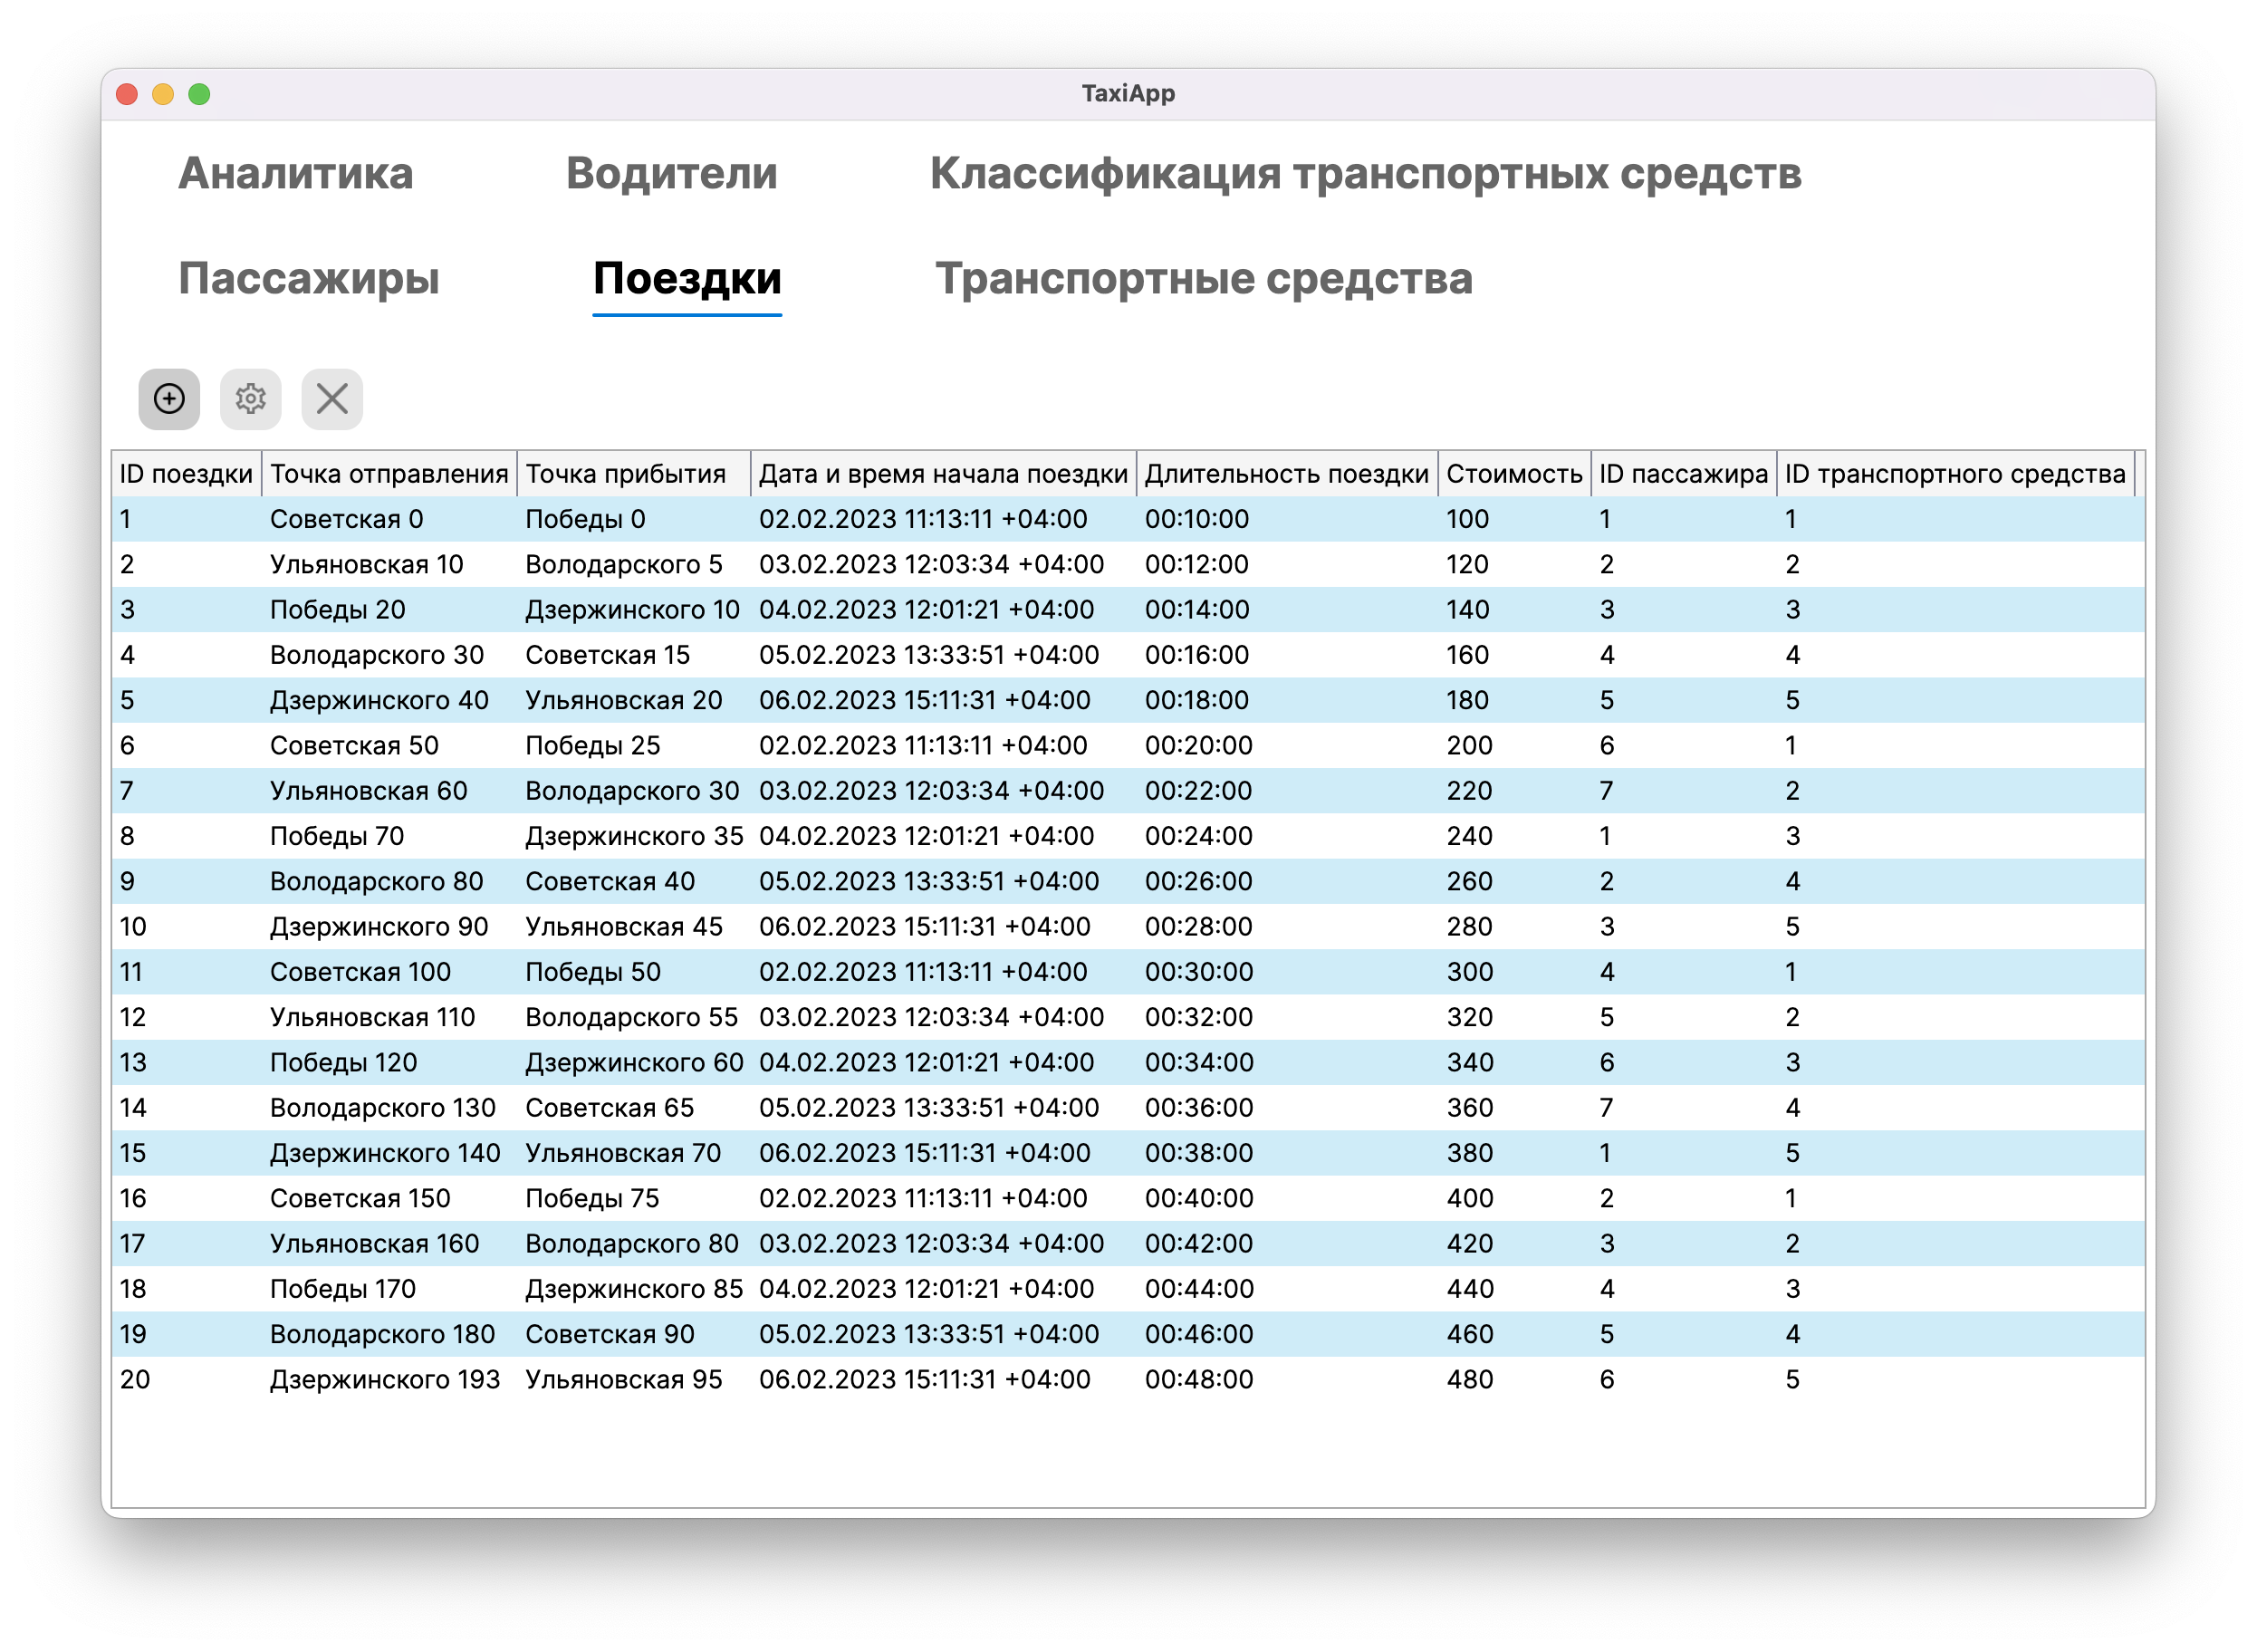 TaxiApp
Аналитика Водители Классификация транспортных средств
Пассажиры Поездки Транспортные средства
ID поездки Точка отправления Точка прибытия Дата и время начала поездки Длительность поездки Стоимость ID пассажира ID транспортного средства
1 Советская 0 Победы 0 02.02.2023 11:13:11 +04:00 00:10:00 100 1 1
2 Ульяновская 10 Володарского 5 03.02.2023 12:03:34 +04:00 00:12:00 120 2 2
3 Победы 20 Дзержинского 10 04.02.2023 12:01:21 +04:00 00:14:00 140 3 3
4 Володарского 30 Советская 15 05.02.2023 13:33:51 +04:00 00:16:00 160 4 4
5 Дзержинского 40 Ульяновская 20 06.02.2023 15:11:31 +04:00 00:18:00 180 5 5
6 Советская 50 Победы 25 02.02.2023 11:13:11 +04:00 00:20:00 200 6 1
7 Ульяновская 60 Володарского 30 03.02.2023 12:03:34 +04:00 00:22:00 220 7 2
8 Победы 70 Дзержинского 35 04.02.2023 12:01:21 +04:00 00:24:00 240 1 3
9 Володарского 80 Советская 40 05.02.2023 13:33:51 +04:00 00:26:00 260 2 4
10 Дзержинского 90 Ульяновская 45 06.02.2023 15:11:31 +04:00 00:28:00 280 3 5
11 Советская 100 Победы 50 02.02.2023 11:13:11 +04:00 00:30:00 300 4 1
12 Ульяновская 110 Володарского 55 03.02.2023 12:03:34 +04:00 00:32:00 320 5 2
13 Победы 120 Дзержинского 60 04.02.2023 12:01:21 +04:00 00:34:00 340 6 3
14 Володарского 130 Советская 65 05.02.2023 13:33:51 +04:00 00:36:00 360 7 4
15 Дзержинского 140 Ульяновская 70 06.02.2023 15:11:31 +04:00 00:38:00 380 1 5
16 Советская 150 Победы 75 02.02.2023 11:13:11 +04:00 00:40:00 400 2 1
17 Ульяновская 160 Володарского 80 03.02.2023 12:03:34 +04:00 00:42:00 420 3 2
18 Победы 170 Дзержинского 85 04.02.2023 12:01:21 +04:00 00:44:00 440 4 3
19 Володарского 180 Советская 90 05.02.2023 13:33:51 +04:00 00:46:00 460 5 4
20 Дзержинского 193 Ульяновская 95 06.02.2023 15:11:31 +04:00 00:48:00 480 6 5